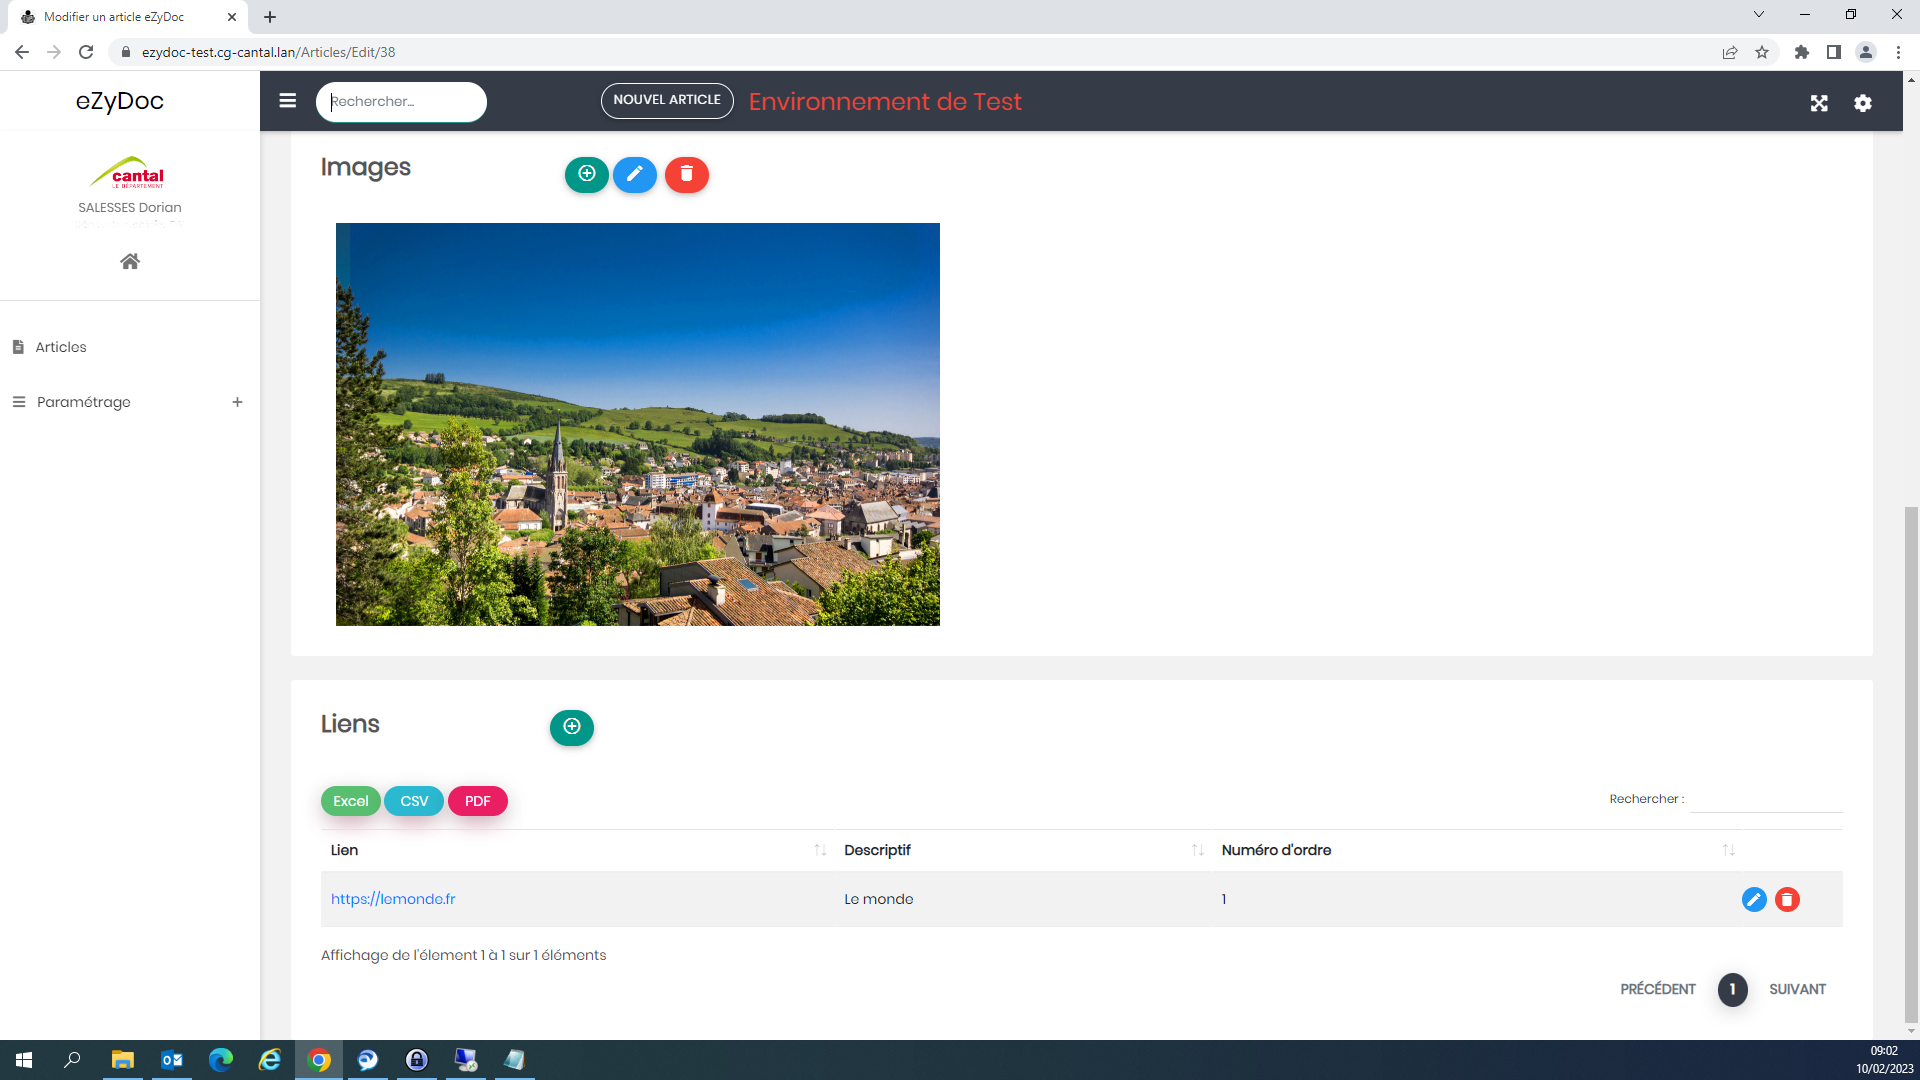 Modifier un article eZyDoc
ezydoc-test.cg-cantal.lan/Articles/Edit/38
eZyDoc
Rechercher...
NOUVEL ARTICLE
Environnement de Test
cantal
LE DÉPARTEMENT
SALESSES Dorian
Articles
Paramétrage
Images
Liens
Excel
CSV
PDF
Rechercher :
Lien
Descriptif
Numéro d'ordre
https://lemonde.fr
Le monde
1
Affichage de l'élement 1 à 1 sur 1 éléments
PRÉCÉDENT
1
SUIVANT
09:02
10/02/2023